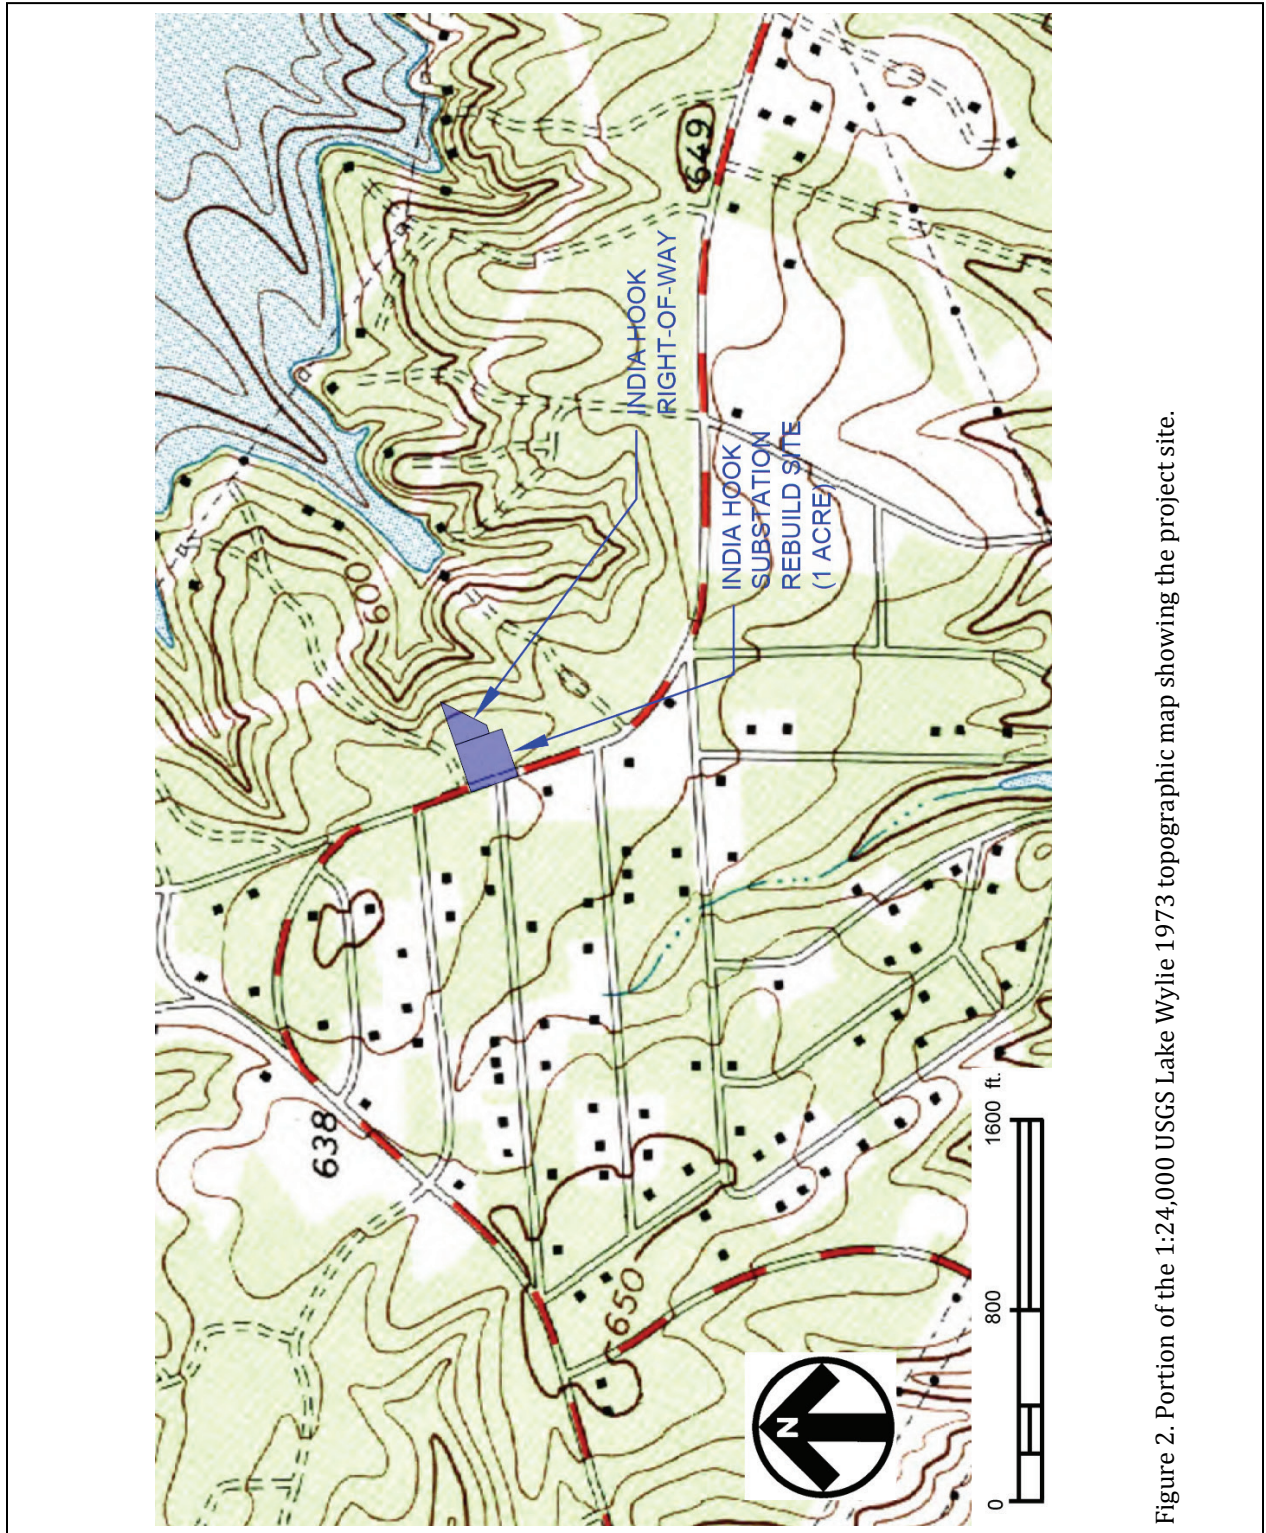 649
INDIA HOOK
RIGHT-OF-WAY
INDIA HOOK
SUBSTATION
REBUILD SITE
(1 ACRE)
600
638
650
N
0
800
1600 ft.
Figure 2. Portion of the 1:24,000 USGS Lake Wylie 1973 topographic map showing the project site.